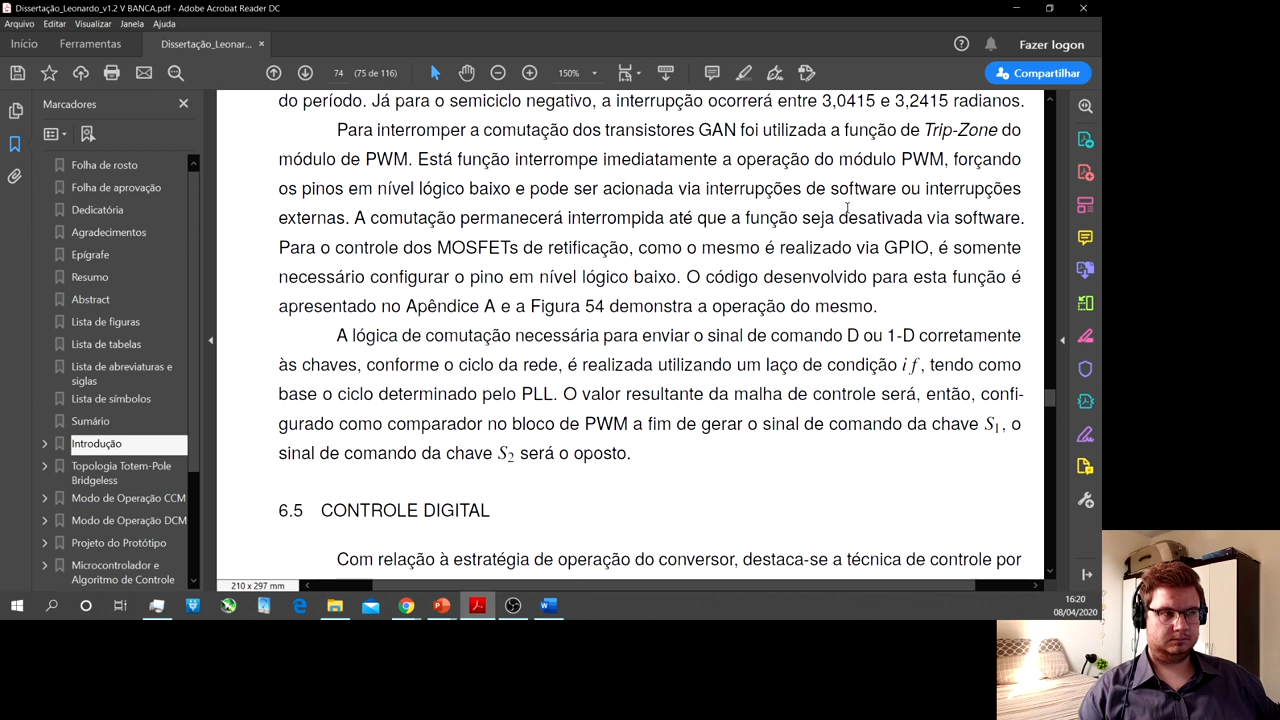 Dissertação_Leonardo_v1.2 V BANCA.pdf - Adobe Acrobat Reader DC
Arquivo Editar Visualizar Janela Ajuda
Início Ferramentas Dissertação_Leonar... × Fazer logon
74 (75 de 116) 150% Compartilhar
Marcadores
Folha de rosto
Folha de aprovação
Dedicatória
Agradecimentos
Epígrafe
Resumo
Abstract
Lista de figuras
Lista de tabelas
Lista de abreviaturas e
siglas
Lista de símbolos
Sumário
Introdução
Topologia Totem-Pole
Bridgeless
Modo de Operação CCM
Modo de Operação DCM
Projeto do Protótipo
Microcontrolador e
Algoritmo de Controle
do período. Já para o semiciclo negativo, a interrupção ocorrerá entre 3,0415 e 3,2415 radianos.
Para interromper a comutação dos transistores GAN foi utilizada a função de Trip-Zone do
módulo de PWM. Está função interrompe imediatamente a operação do módulo PWM, forçando
os pinos em nível lógico baixo e pode ser acionada via interrupções de software ou interrupções
externas. A comutação permanecerá interrompida até que a função seja desativada via software.
Para o controle dos MOSFETs de retificação, como o mesmo é realizado via GPIO, é somente
necessário configurar o pino em nível lógico baixo. O código desenvolvido para esta função é
apresentado no Apêndice A e a Figura 54 demonstra a operação do mesmo.
A lógica de comutação necessária para enviar o sinal de comando D ou 1-D corretamente
às chaves, conforme o ciclo da rede, é realizada utilizando um laço de condição if, tendo como
base o ciclo determinado pelo PLL. O valor resultante da malha de controle será, então, confi-
gurado como comparador no bloco de PWM a fim de gerar o sinal de comando da chave S₁, o
sinal de comando da chave S₂ será o oposto.
6.5 CONTROLE DIGITAL
Com relação à estratégia de operação do conversor, destaca-se a técnica de controle por
210 x 297 mm
16:20
08/04/2020